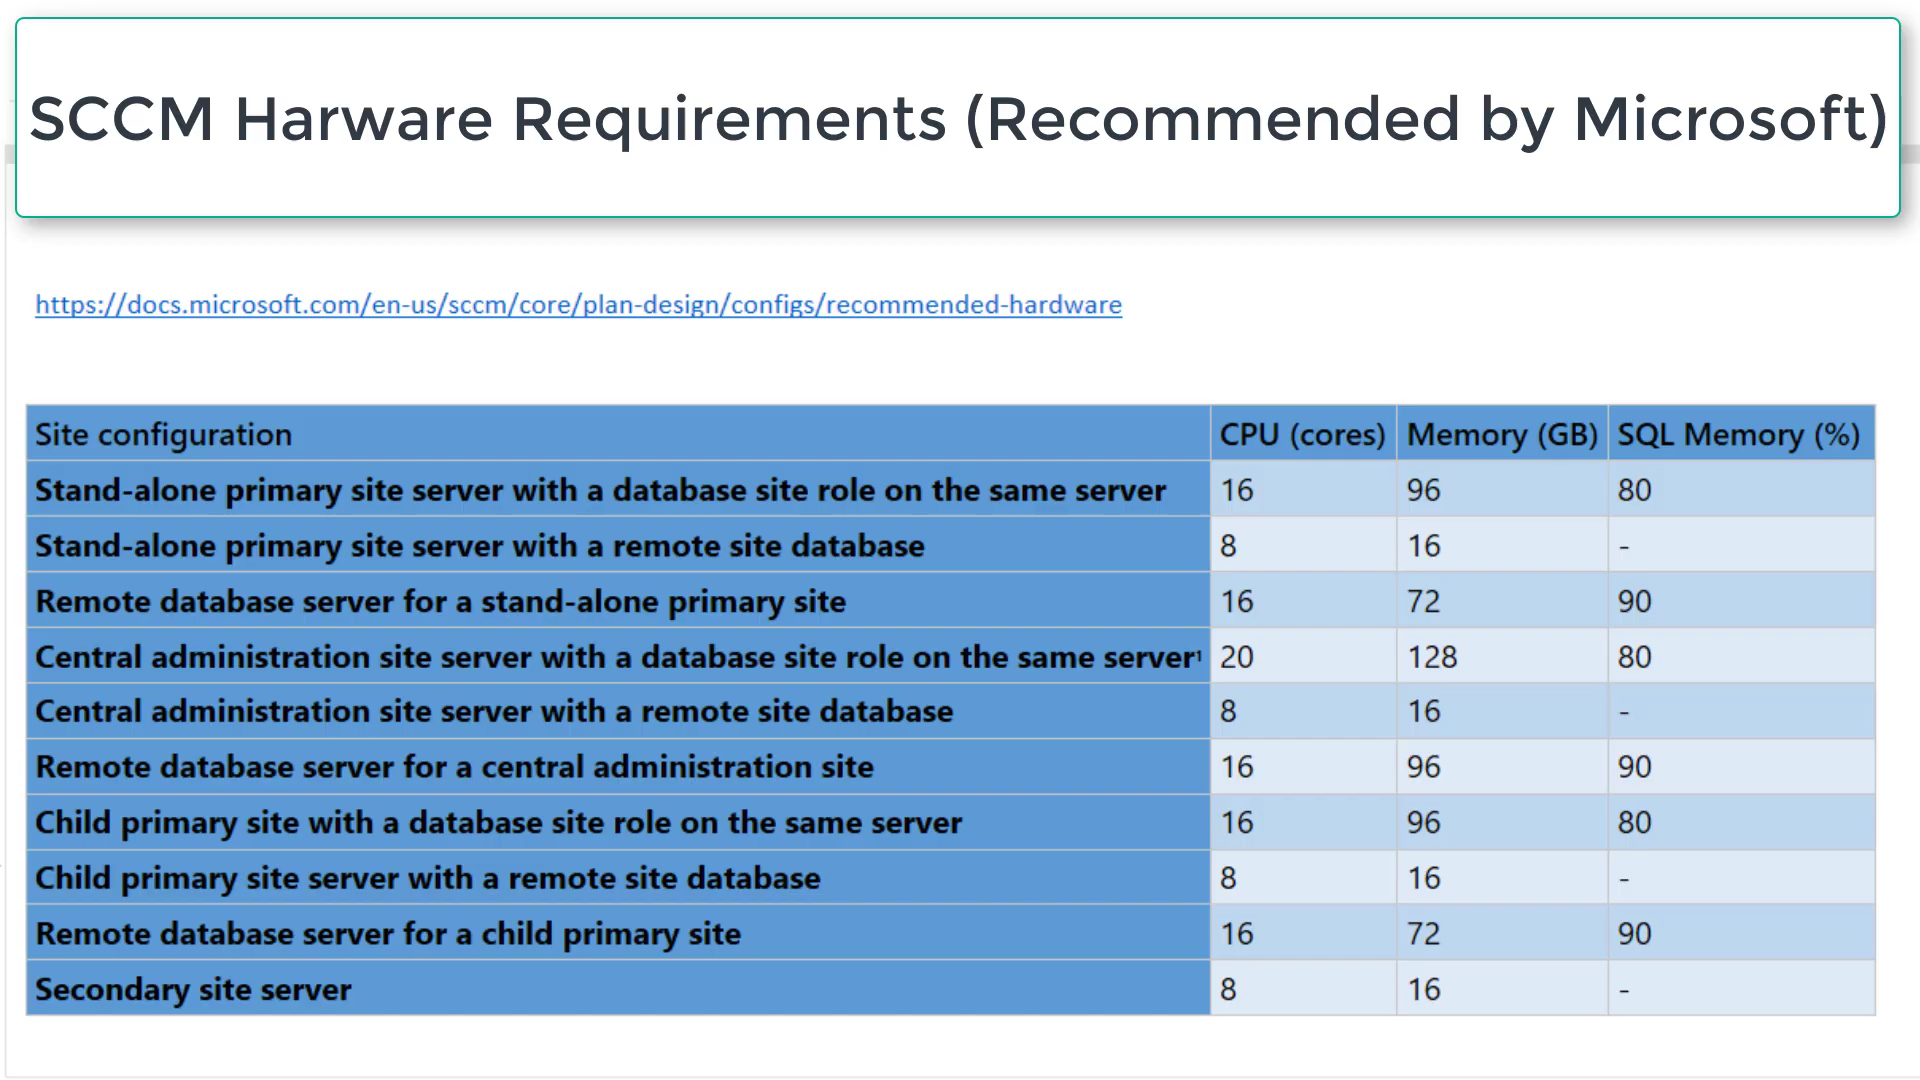 SCCM Harware Requirements (Recommended by Microsoft)
https://docs.microsoft.com/en-us/sccm/core/plan-design/configs/recommended-hardware
Site configuration CPU (cores) Memory (GB) SQL Memory (%)
Stand-alone primary site server with a database site role on the same server 16 96 80
Stand-alone primary site server with a remote site database 8 16 -
Remote database server for a stand-alone primary site 16 72 90
Central administration site server with a database site role on the same server¹ 20 128 80
Central administration site server with a remote site database 8 16 -
Remote database server for a central administration site 16 96 90
Child primary site with a database site role on the same server 16 96 80
Child primary site server with a remote site database 8 16 -
Remote database server for a child primary site 16 72 90
Secondary site server 8 16 -